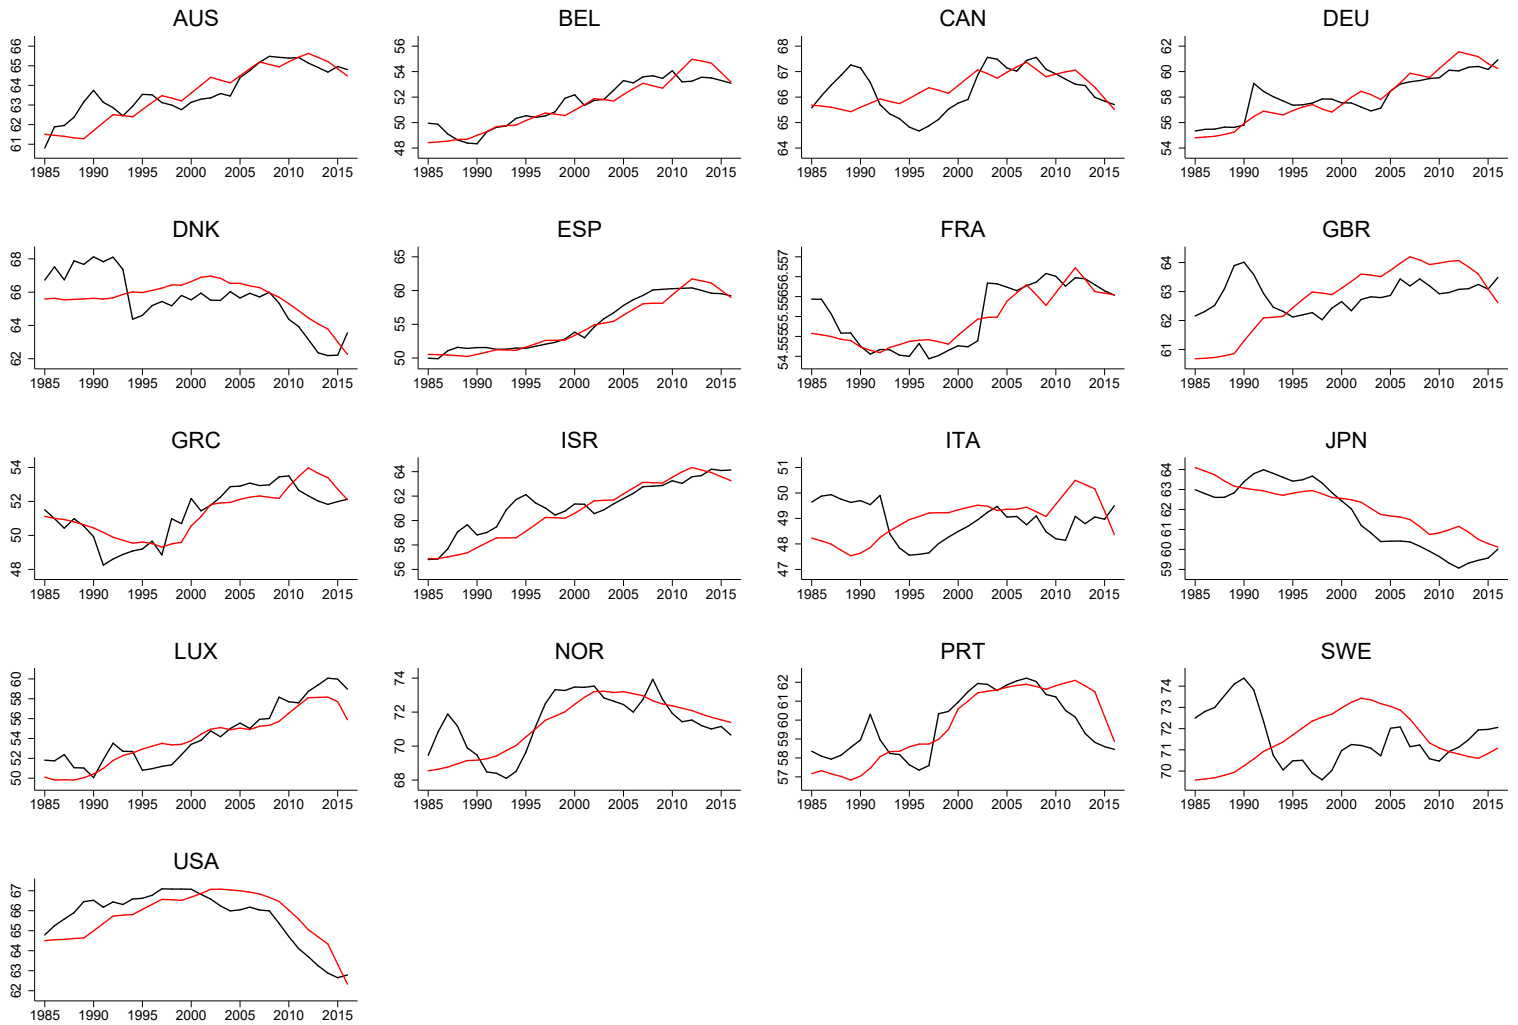 AUS
61 62 63 64 65 66
1985 1990 1995 2000 2005 2010 2015
BEL
48 50 52 54 56
1985 1990 1995 2000 2005 2010 2015
CAN
64 65 66 67 68
1985 1990 1995 2000 2005 2010 2015
DEU
54 56 58 60 62
1985 1990 1995 2000 2005 2010 2015
DNK
62 64 66 68
1985 1990 1995 2000 2005 2010 2015
ESP
50 55 60 65
1985 1990 1995 2000 2005 2010 2015
FRA
54.5 55 55.5 56 56.5 57
1985 1990 1995 2000 2005 2010 2015
GBR
61 62 63 64
1985 1990 1995 2000 2005 2010 2015
GRC
48 50 52 54
1985 1990 1995 2000 2005 2010 2015
ISR
56 58 60 62 64
1985 1990 1995 2000 2005 2010 2015
ITA
47 48 49 50 51
1985 1990 1995 2000 2005 2010 2015
JPN
59 60 61 62 63 64
1985 1990 1995 2000 2005 2010 2015
LUX
50 52 54 56 58 60
1985 1990 1995 2000 2005 2010 2015
NOR
68 70 72 74
1985 1990 1995 2000 2005 2010 2015
PRT
57 58 59 60 61 62
1985 1990 1995 2000 2005 2010 2015
SWE
70 71 72 73 74
1985 1990 1995 2000 2005 2010 2015
USA
62 63 64 65 66 67
1985 1990 1995 2000 2005 2010 2015